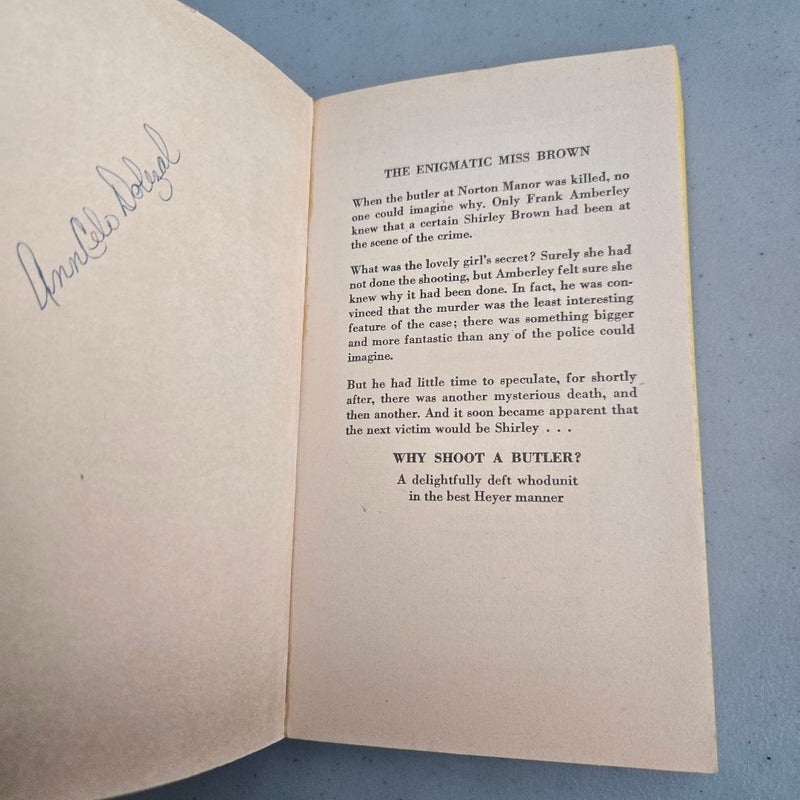 Ann Celo Dolezal
THE ENIGMATIC MISS BROWN
When the butler at Norton Manor was killed, no
one could imagine why. Only Frank Amberley
knew that a certain Shirley Brown had been at
the scene of the crime.
What was the lovely girl's secret? Surely she had
not done the shooting, but Amberley felt sure she
knew why it had been done. In fact, he was con-
vinced that the murder was the least interesting
feature of the case; there was something bigger
and more fantastic than any of the police could
imagine.
But he had little time to speculate, for shortly
after, there was another mysterious death, and
then another. And it soon became apparent that
the next victim would be Shirley . . .
WHY SHOOT A BUTLER?
A delightfully deft whodunit
in the best Heyer manner